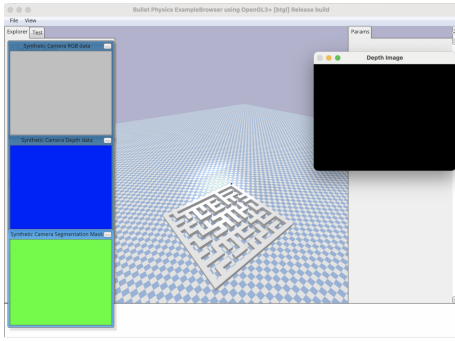 Bullet Physics ExampleBrowser using OpenGL3+ [btgl] Release build
File View
Explorer Test
Params
Synthetic Camera RGB data
Depth Image
Synthetic Camera Depth data
Synthetic Camera Segmentation Mask